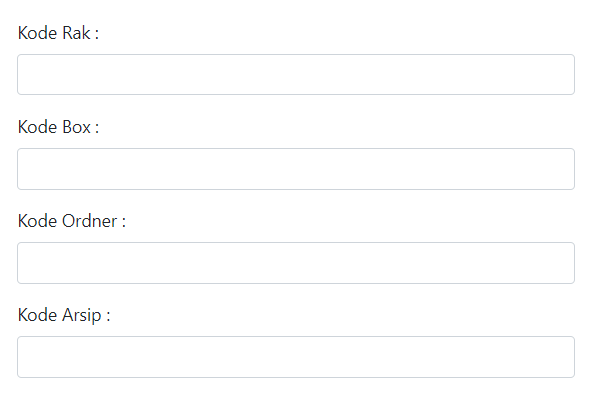 Kode Rak :
Kode Box :
Kode Ordner :
Kode Arsip :